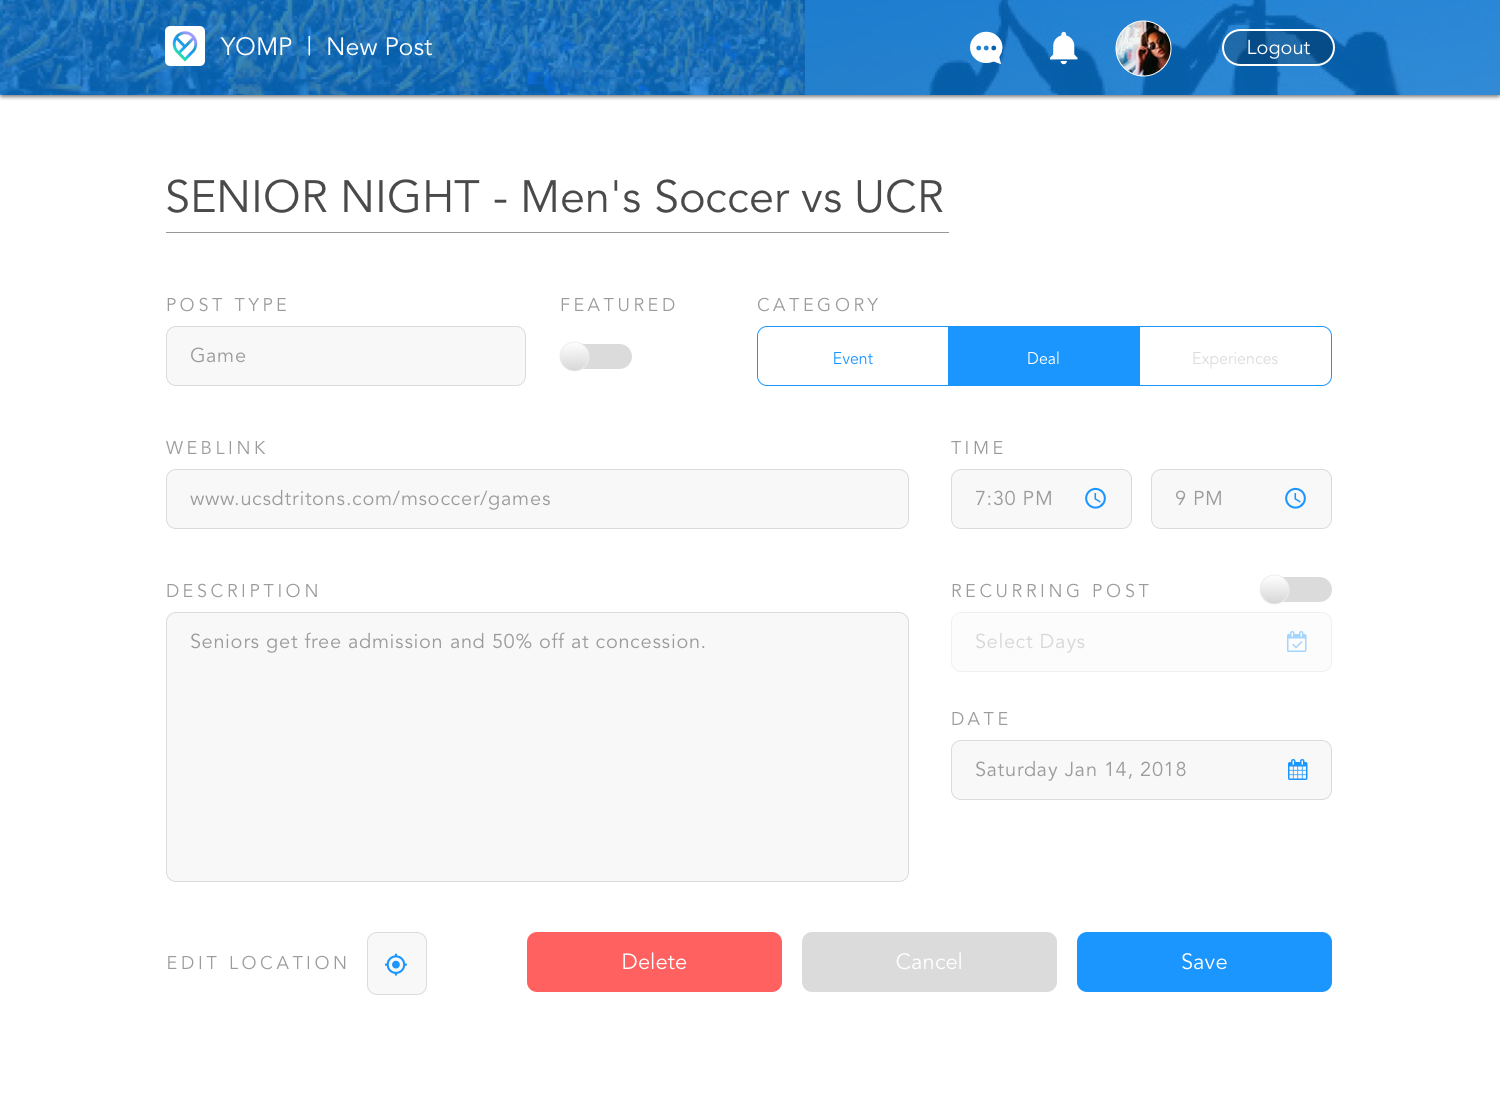 YOMP | New Post
Logout
SENIOR NIGHT - Men's Soccer vs UCR
POST TYPE
FEATURED
CATEGORY
Game
Event
Deal
Experiences
WEBLINK
TIME
www.ucsdtritons.com/msoccer/games
7:30 PM
9 PM
DESCRIPTION
RECURRING POST
Seniors get free admission and 50% off at concession.
Select Days
DATE
Saturday Jan 14, 2018
EDIT LOCATION
Delete
Cancel
Save